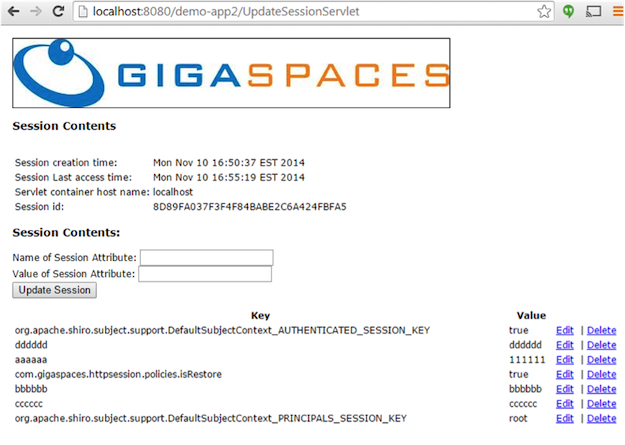 localhost:8080/demo-app2/UpdateSessionServlet
GIGASPACES
Session Contents
Session creation time: Mon Nov 10 16:50:37 EST 2014
Session Last access time: Mon Nov 10 16:55:19 EST 2014
Servlet container host name: localhost
Session id: 8D89FA037F3F4F84BABE2C6A424FBFA5
Session Contents:
Name of Session Attribute:
Value of Session Attribute:
Update Session
Key Value
org.apache.shiro.subject.support.DefaultSubjectContext_AUTHENTICATED_SESSION_KEY true Edit | Delete
dddddd dddddd Edit | Delete
aaaaaa 111111 Edit | Delete
com.gigaspaces.httpsession.policies.isRestore true Edit | Delete
bbbbbb bbbbbb Edit | Delete
cccccc cccccc Edit | Delete
org.apache.shiro.subject.support.DefaultSubjectContext_PRINCIPALS_SESSION_KEY root Edit | Delete